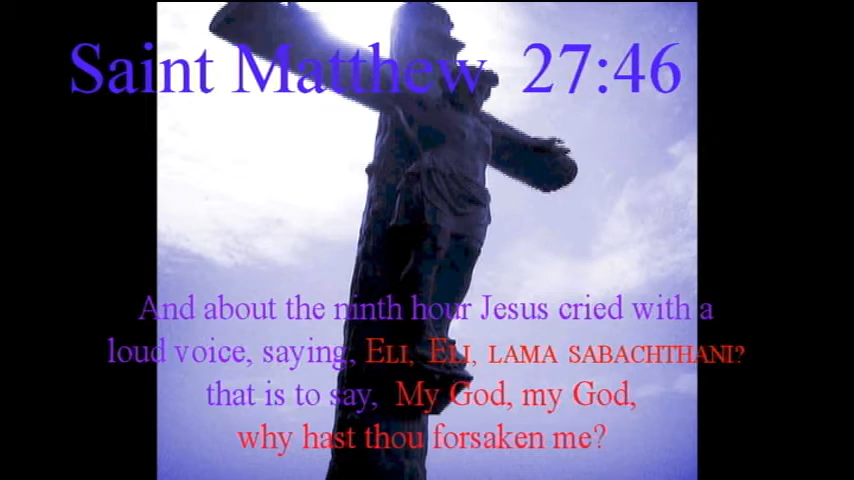 Saint Matthew 27:46
And about the ninth hour Jesus cried with a
loud voice, saying, ELI, ELI, LAMA SABACHTHANI?
that is to say, My God, my God,
why hast thou forsaken me?